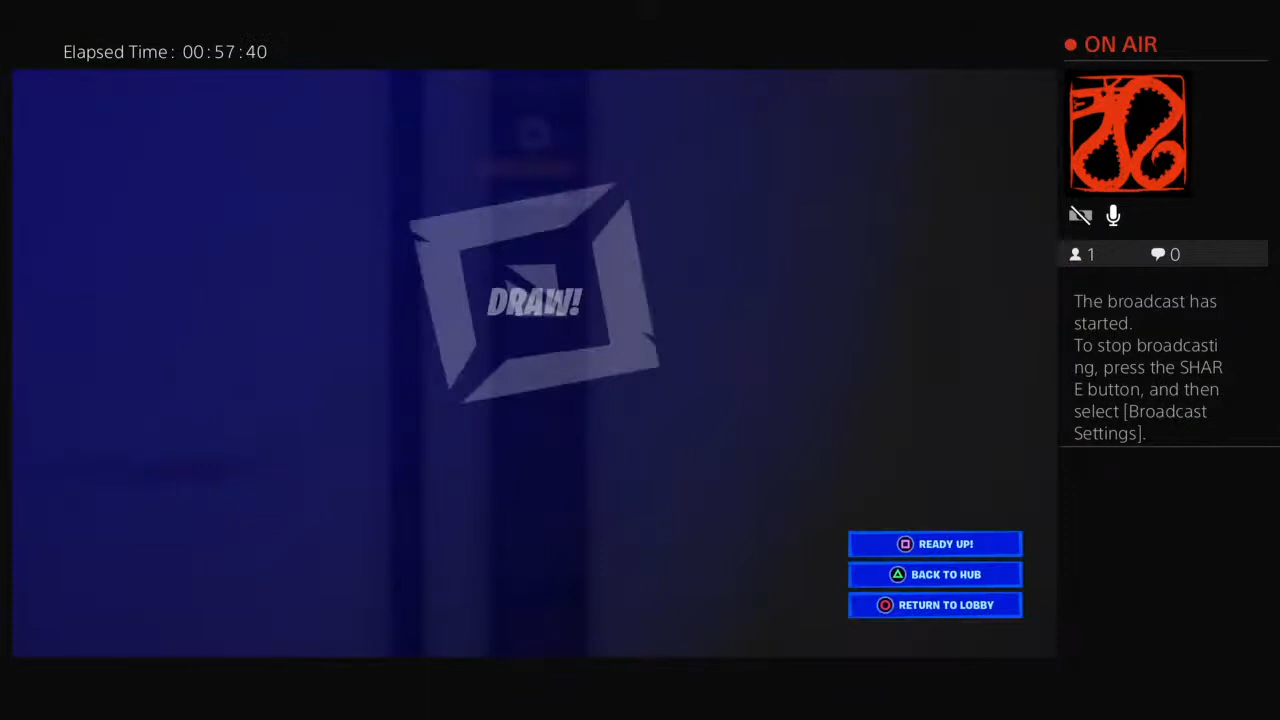 Elapsed Time: 00:57:40
ON AIR
1
0
The broadcast has
started.
To stop broadcasti
ng, press the SHAR
E button, and then
select [Broadcast
Settings].
DRAW!
READY UP!
BACK TO HUB
RETURN TO LOBBY